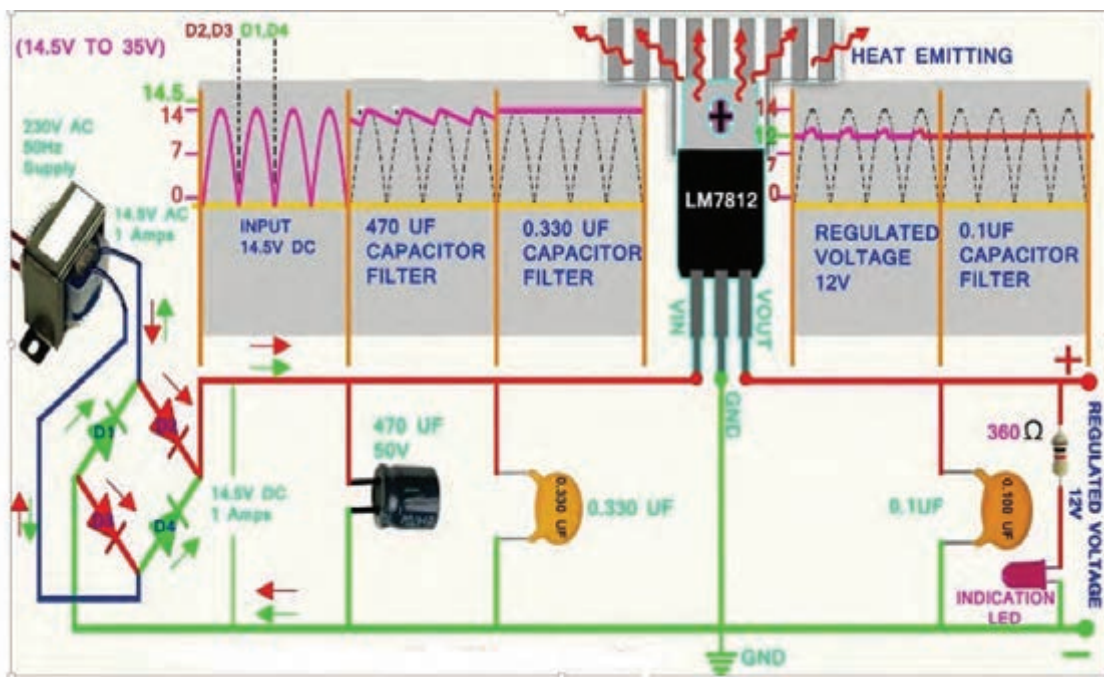 (14.5V TO 35V)
D2,D3 D1,D4
HEAT EMITTING
14.5
14
7
0
230V AC
50Hz
Supply
14.5V AC
1 Amps
INPUT
14.5V DC
470 UF
CAPACITOR
FILTER
0.330 UF
CAPACITOR
FILTER
LM7812
14
12
7
0
REGULATED
VOLTAGE
12V
0.1UF
CAPACITOR
FILTER
VIN
VOUT
GND
+
D1
D2
D3
D4
14.5V DC
1 Amps
470 UF
50V
0.330 UF
0.330 UF
0.1UF
0.100 UF
360Ω
REGULATED VOLTAGE
12V
INDICATION
LED
GND
−